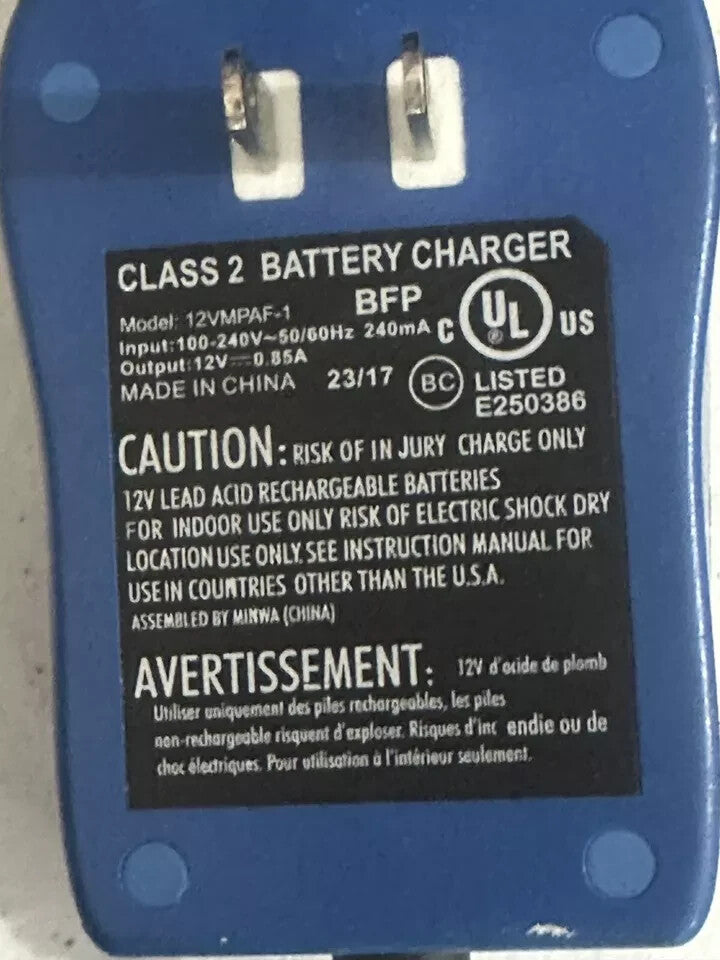 CLASS 2 BATTERY CHARGER
Model: 12VMPAF-1 BFP
Input:100-240V~50/60Hz 240mA C UL US
Output:12V⎓0.85A
MADE IN CHINA 23/17 BC LISTED
E250386
CAUTION: RISK OF IN JURY CHARGE ONLY
12V LEAD ACID RECHARGEABLE BATTERIES
FOR INDOOR USE ONLY RISK OF ELECTRIC SHOCK DRY
LOCATION USE ONLY. SEE INSTRUCTION MANUAL FOR
USE IN COUNTRIES OTHER THAN THE U.S.A.
ASSEMBLED BY MINWA (CHINA)
AVERTISSEMENT: 12V d'acide de plomb
Utiliser uniquement des piles rechargeables, les piles
non-rechargeable risquent d'exploser. Risques d'inc endie ou de
choc électriques. Pour utilisation à l'intérieur seulement.